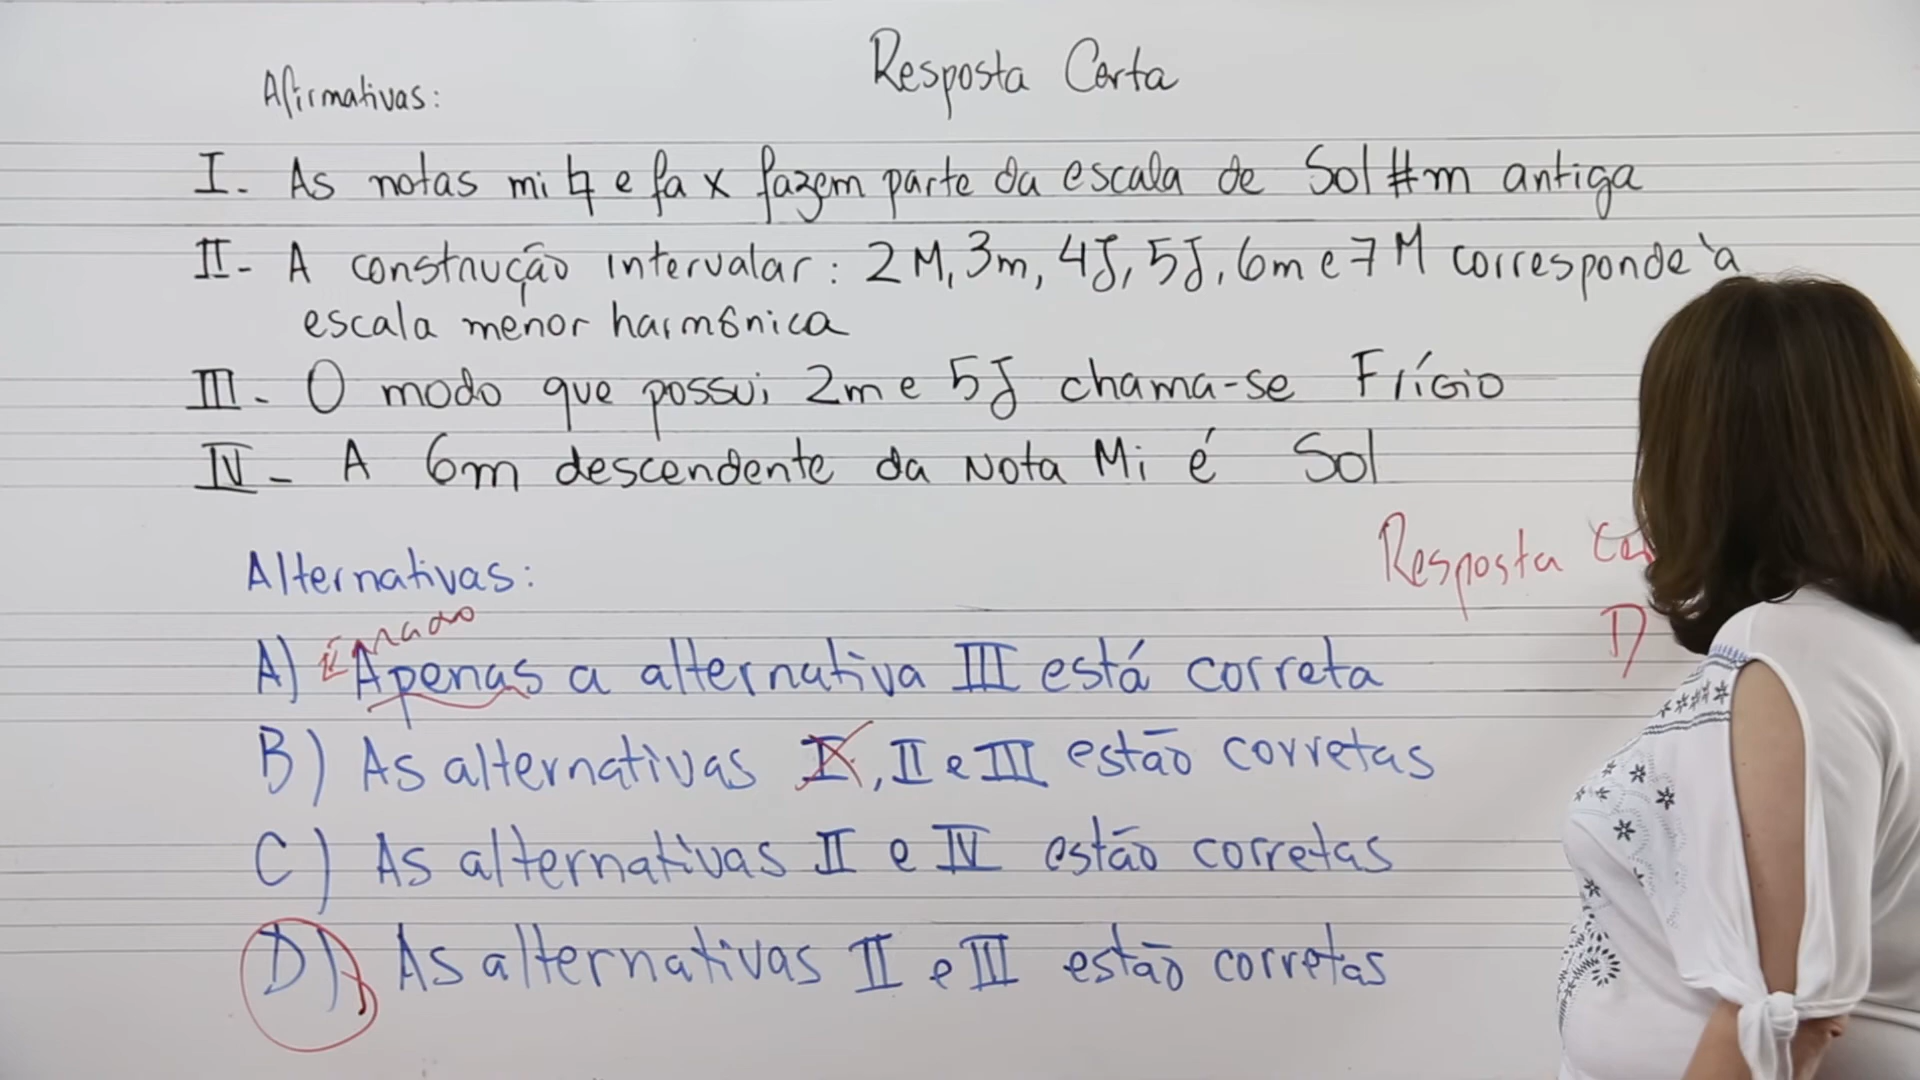 Resposta Certa
Afirmativas:
I - As notas mi ♮ e fa x fazem parte da escala de Sol#m antiga
II - A construção intervalar: 2M, 3m, 4J, 5J, 6m e 7M corresponde à
escala menor harmônica
III - O modo que possui 2m e 5J chama-se Frígio
IV - A 6m descendente da Nota Mi é Sol
Resposta
D)
Alternativas:
Errado
A) Apenas a alternativa III está correta
B) As alternativas I, II e III estão corretas
C) As alternativas II e IV estão corretas
D) As alternativas II e III estão corretas